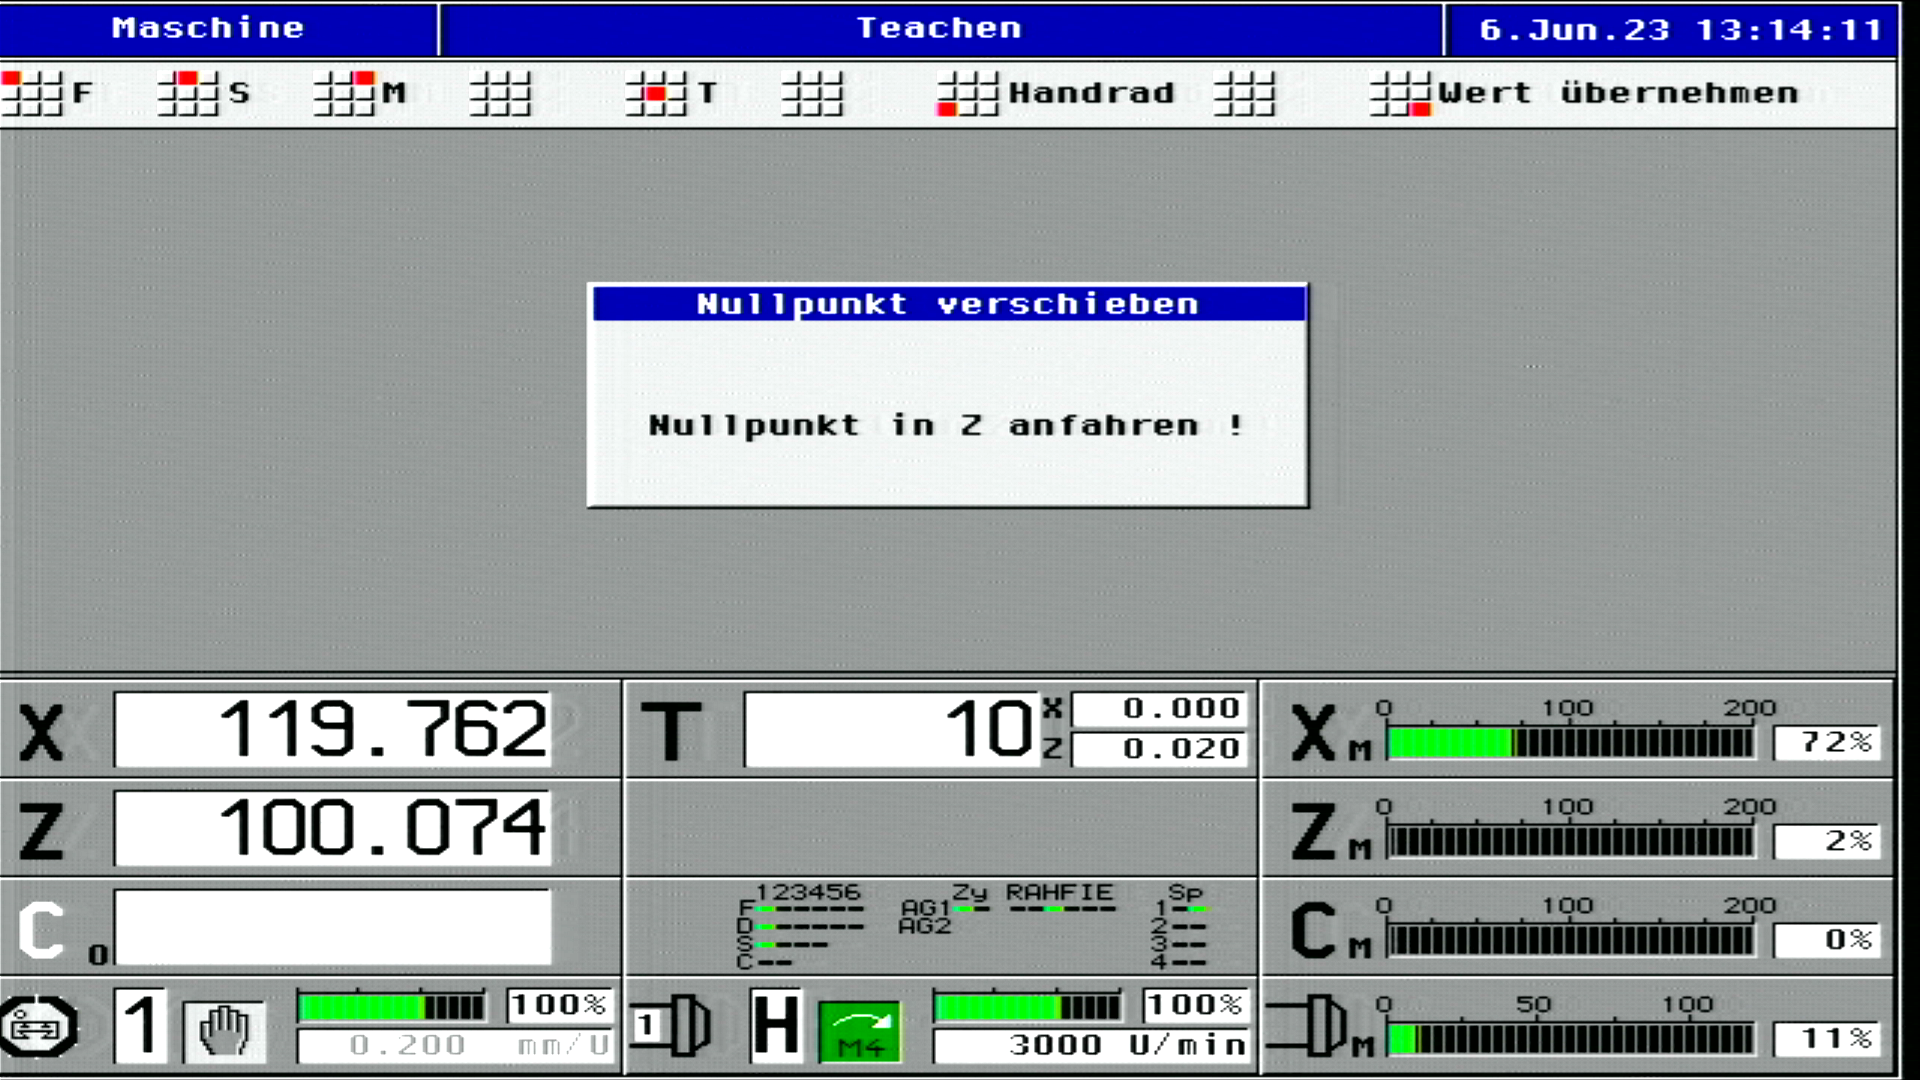 Maschine Teachen 6.Jun.23 13:14:11
F S M T Handrad Wert übernehmen
Nullpunkt verschieben
Nullpunkt in Z anfahren !
X 119.762 T 10 X 0.000 X M 0 100 200 72%
Z 0.020
Z 100.074 Z M 0 100 200 2%
C 0 C M 0 100 200 0%
123456 Zy RAHFIE Sp
F AG1 1
D AG2 2
S 3
C 4
1 100% 1 H M4 100% M 0 50 100 11%
0.200 mm/U 3000 U/min